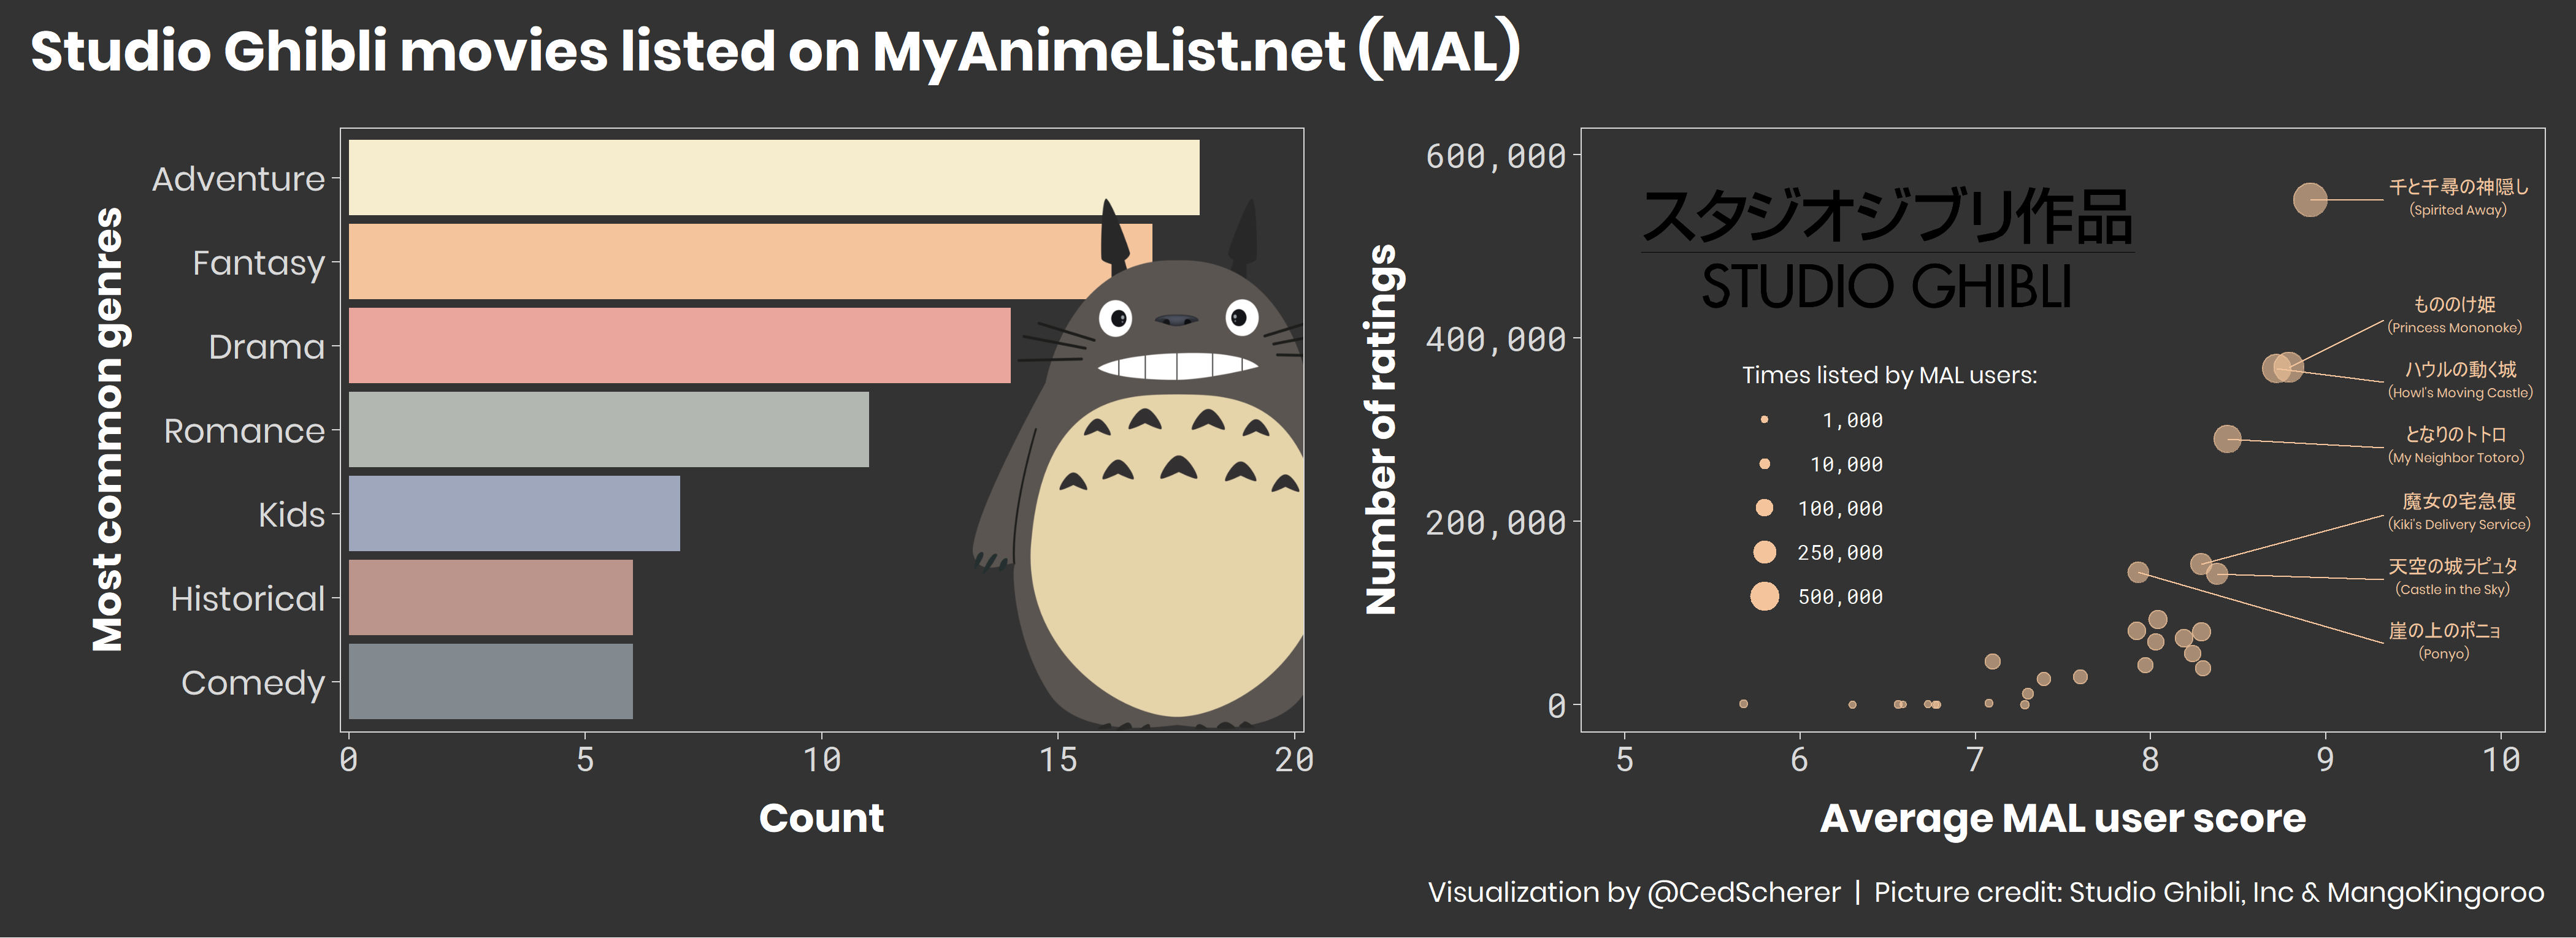 Studio Ghibli movies listed on MyAnimeList.net (MAL)
Most common genres
Adventure
Fantasy
Drama
Romance
Kids
Historical
Comedy
0 5 10 15 20
Count
Number of ratings
600,000
400,000
200,000
0
スタジオジブリ作品
STUDIO GHIBLI
Times listed by MAL users:
1,000
10,000
100,000
250,000
500,000
千と千尋の神隠し
(Spirited Away)
もののけ姫
(Princess Mononoke)
ハウルの動く城
(Howl's Moving Castle)
となりのトトロ
(My Neighbor Totoro)
魔女の宅急便
(Kiki's Delivery Service)
天空の城ラピュタ
(Castle in the Sky)
崖の上のポニョ
(Ponyo)
5 6 7 8 9 10
Average MAL user score
Visualization by @CedScherer | Picture credit: Studio Ghibli, Inc & MangoKingoroo